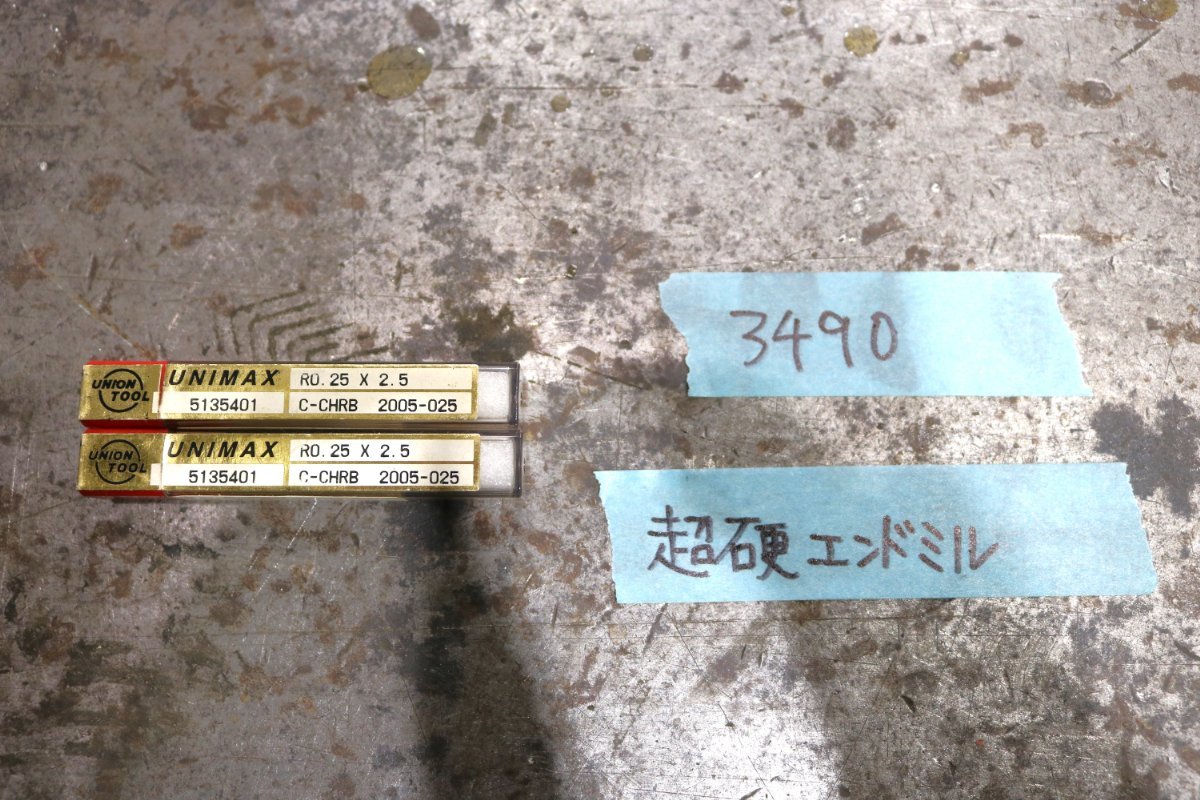 UNION TOOL UNIMAX R0.25 X 2.5
5135401 C-CHRB 2005-025
UNION TOOL UNIMAX R0.25 X 2.5
5135401 C-CHRB 2005-025
3490
超硬エンドミル